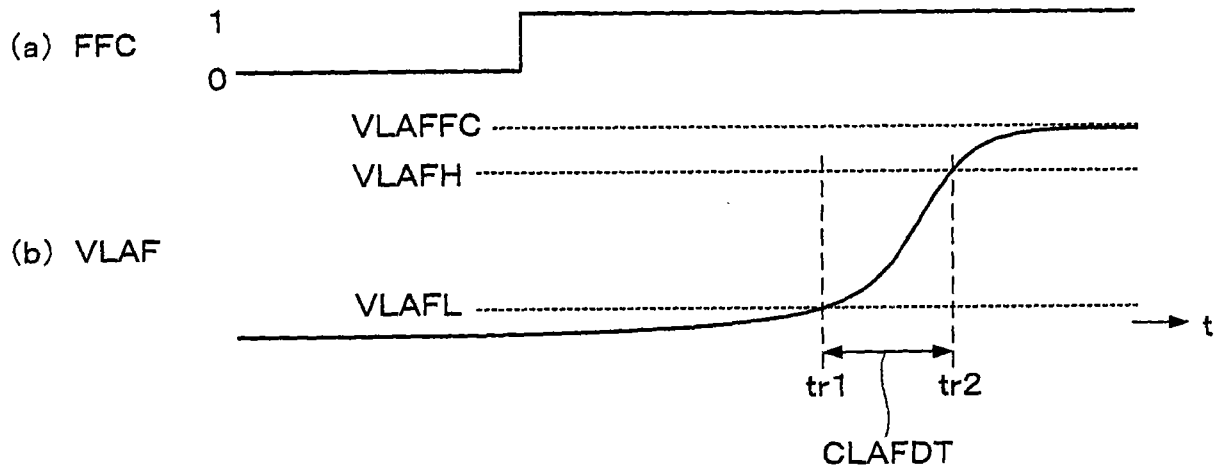 (a) FFC
1
0
VLAFFC
VLAFH
(b) VLAF
VLAFL
t
tr1
tr2
CLAFDT